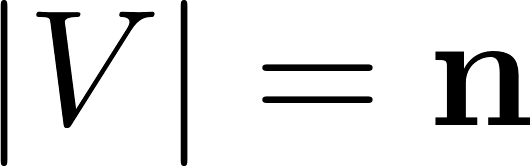 |V| = n